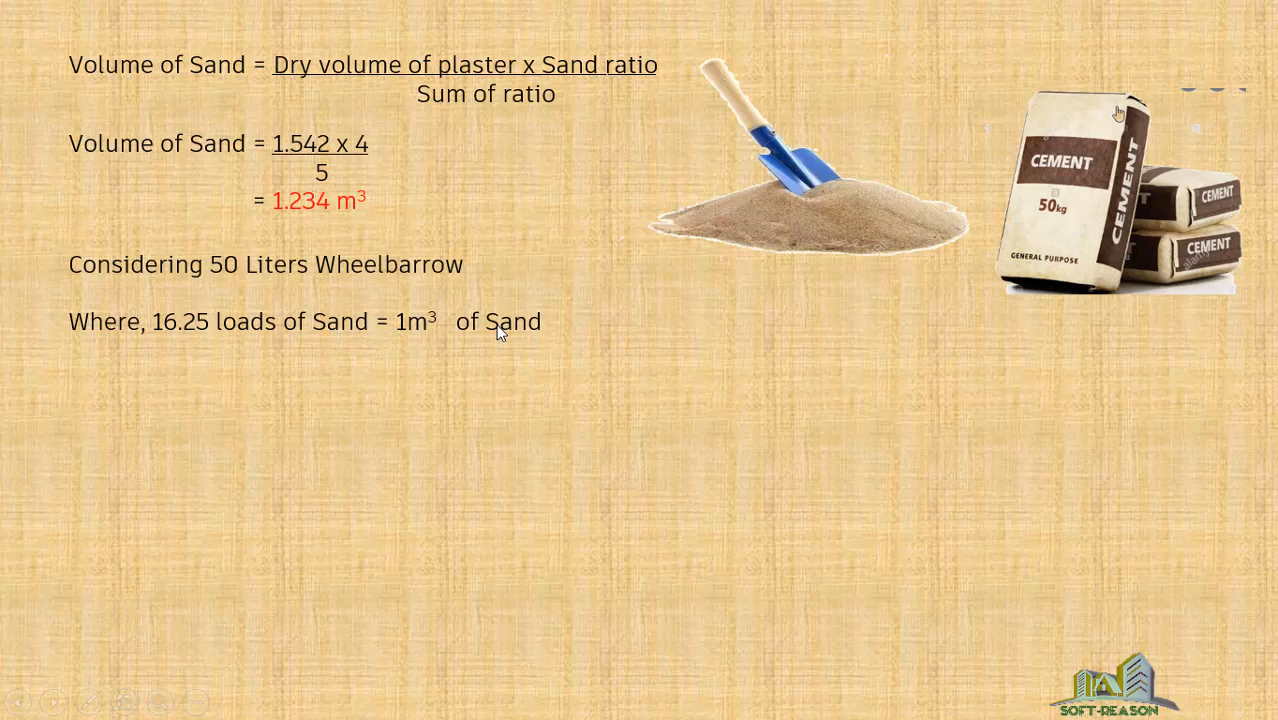 Volume of Sand = Dry volume of plaster x Sand ratio
Sum of ratio
Volume of Sand = 1.542 x 4
5
= 1.234 m³
Considering 50 Liters Wheelbarrow
Where, 16.25 loads of Sand = 1m³ of Sand
CEMENT
50kg
GENERAL PURPOSE
CEMENT
CEMENT
CEMENT
alamy
SOFT-REASON